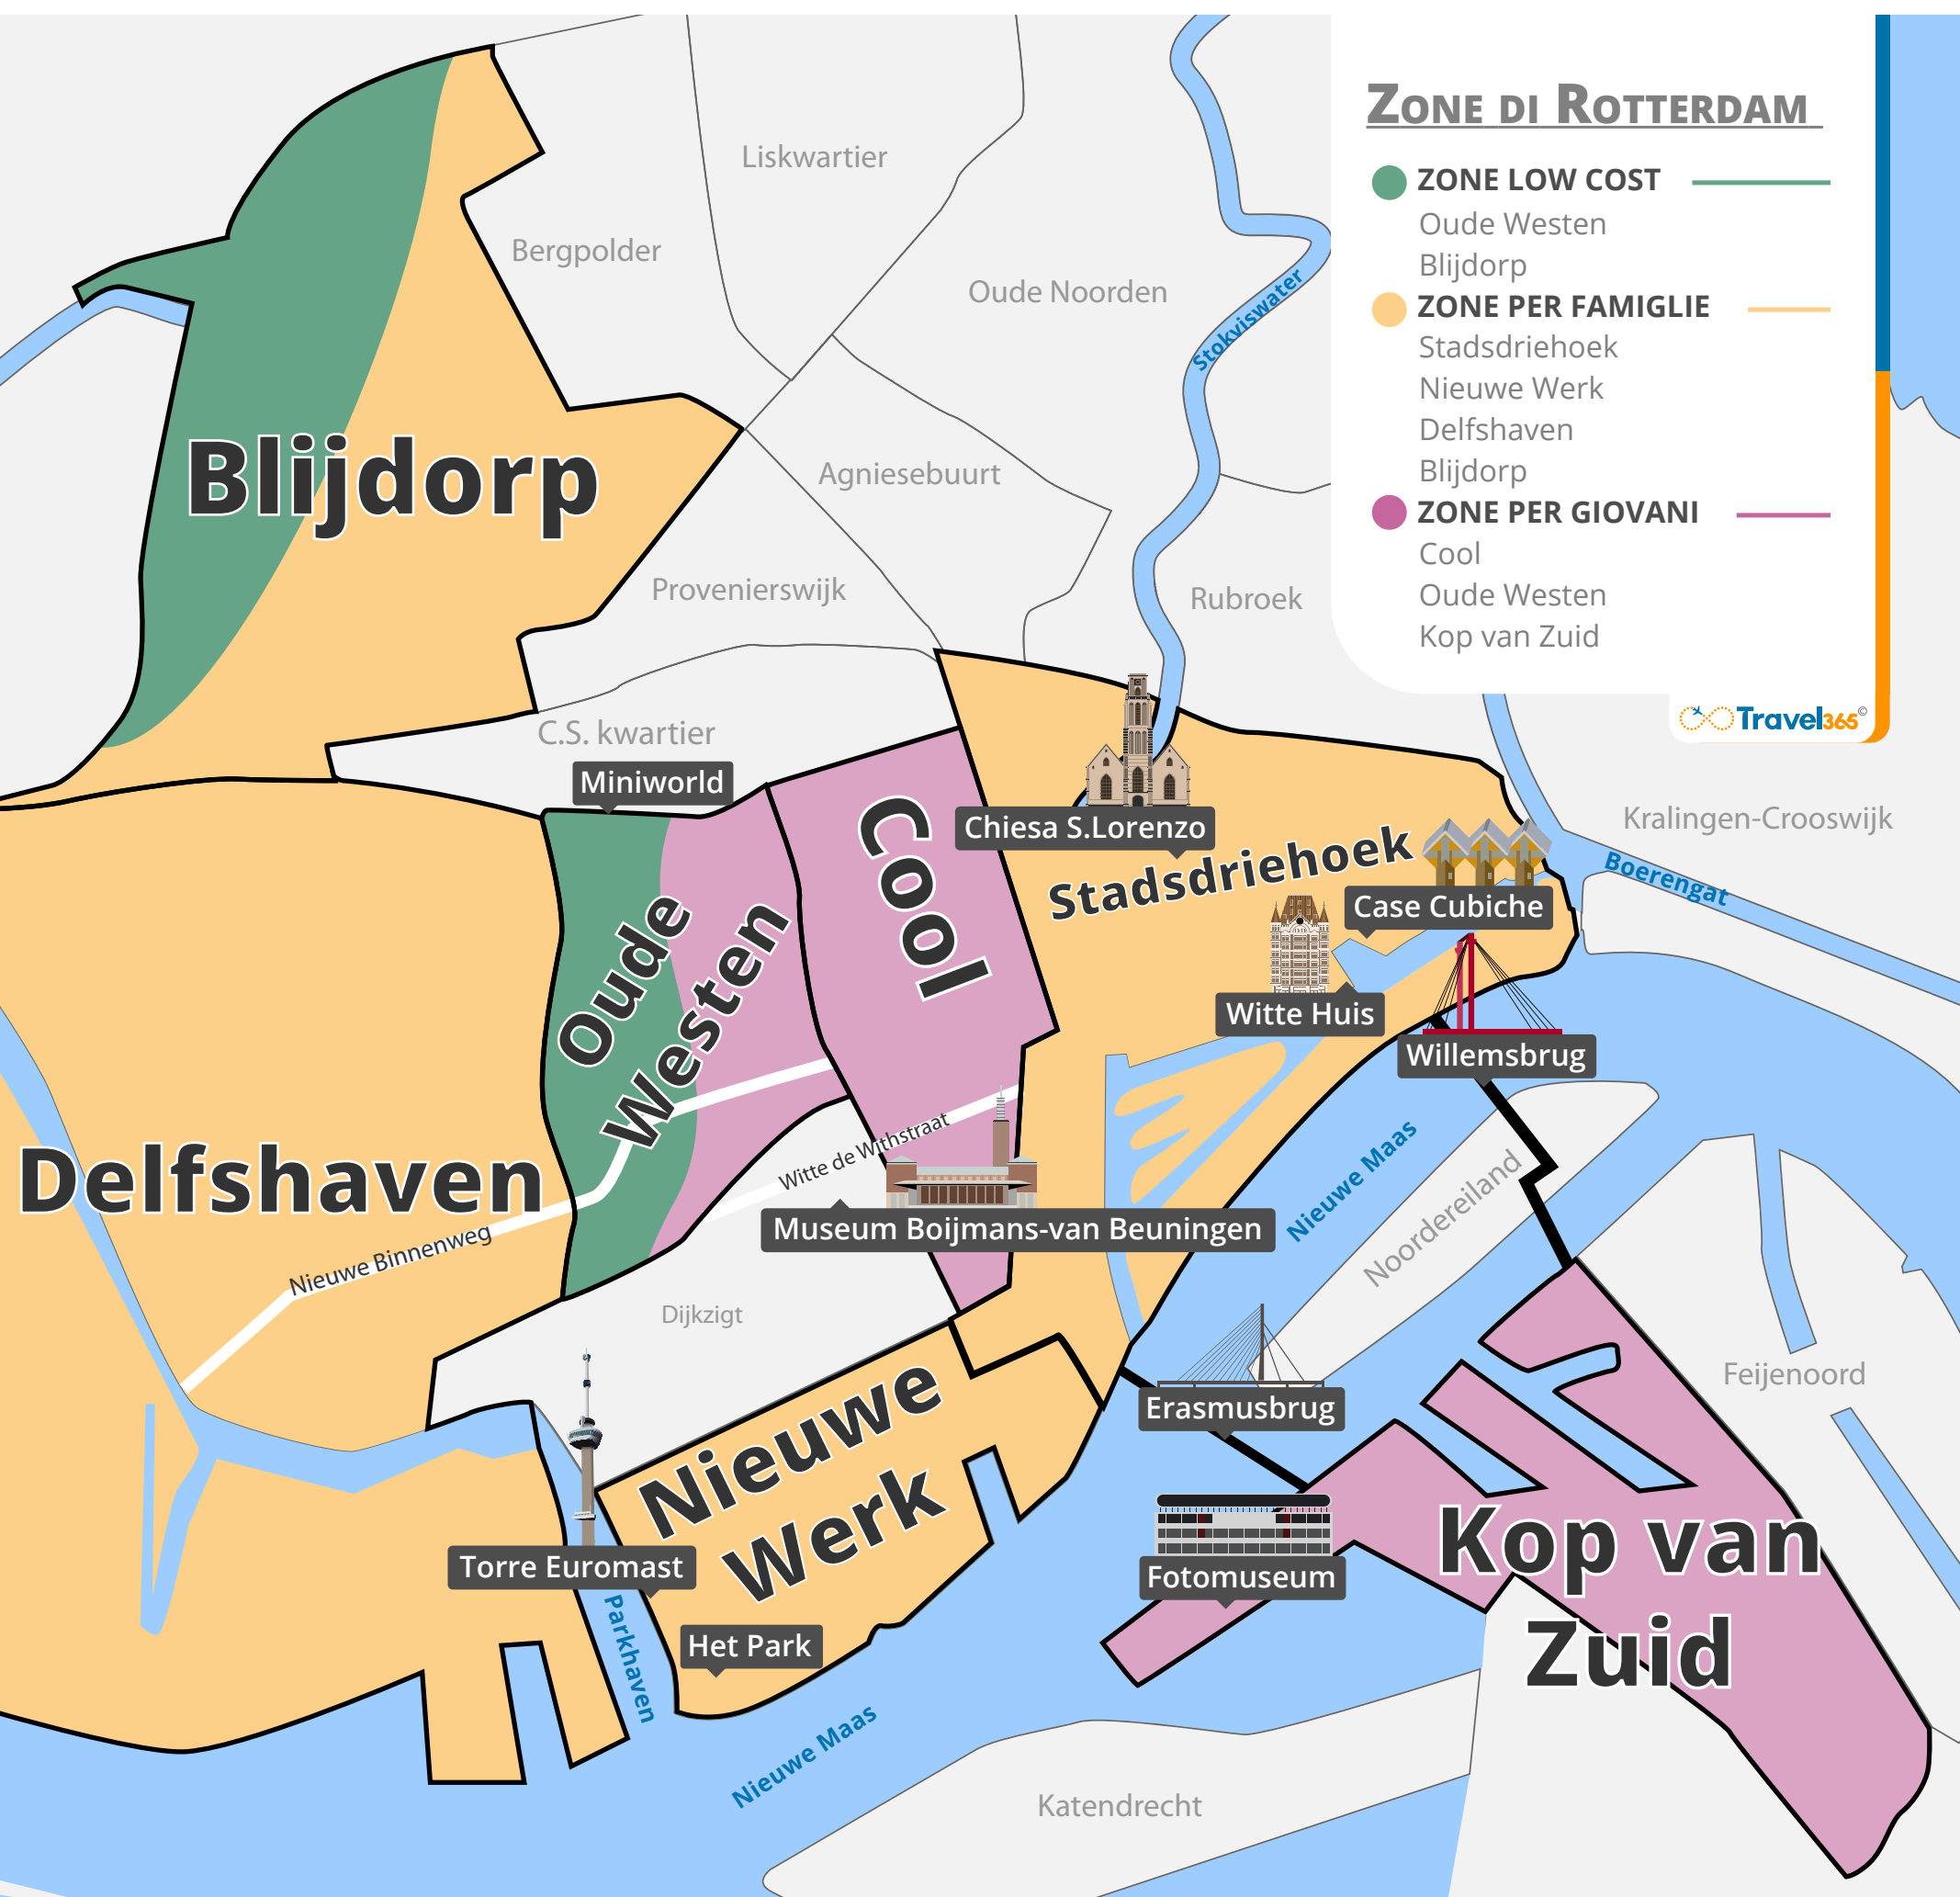 ZONE DI ROTTERDAM
ZONE LOW COST
Oude Westen
Blijdorp
ZONE PER FAMIGLIE
Stadsdriehoek
Nieuwe Werk
Delfshaven
Blijdorp
ZONE PER GIOVANI
Cool
Oude Westen
Kop van Zuid
Travel365©
Liskwartier
Bergpolder
Oude Noorden
Stokviswater
Blijdorp
Agniesebuurt
Provenierswijk
Rubroek
C.S. kwartier
Miniworld
Cool
Chiesa S.Lorenzo
Stadsdriehoek
Kralingen-Crooswijk
Boerengat
Case Cubiche
Oude
Westen
Witte Huis
Willemsbrug
Delfshaven
Nieuwe Binnenweg
Witte de Withstraat
Museum Boijmans-van Beuningen
Nieuwe Maas
Noordereiland
Dijkzigt
Feijenoord
Erasmusbrug
Nieuwe
Werk
Torre Euromast
Fotomuseum
Kop van
Zuid
Parkhaven
Het Park
Nieuwe Maas
Katendrecht